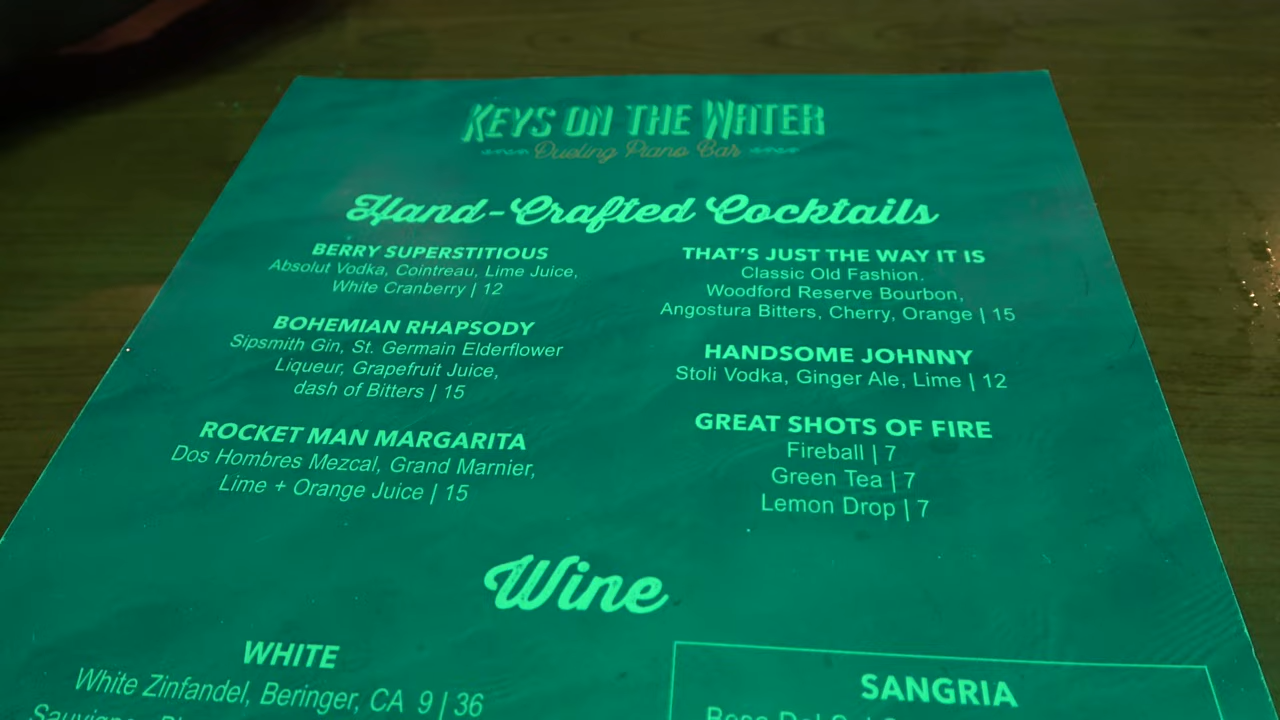 KEYS ON THE WATER
Dueling Piano Bar
Hand-Crafted Cocktails
BERRY SUPERSTITIOUS
Absolut Vodka, Cointreau, Lime Juice,
White Cranberry | 12
BOHEMIAN RHAPSODY
Sipsmith Gin, St. Germain Elderflower
Liqueur, Grapefruit Juice,
dash of Bitters | 15
ROCKET MAN MARGARITA
Dos Hombres Mezcal, Grand Marnier,
Lime + Orange Juice | 15
THAT'S JUST THE WAY IT IS
Classic Old Fashion.
Woodford Reserve Bourbon,
Angostura Bitters, Cherry, Orange | 15
HANDSOME JOHNNY
Stoli Vodka, Ginger Ale, Lime | 12
GREAT SHOTS OF FIRE
Fireball | 7
Green Tea | 7
Lemon Drop | 7
Wine
WHITE
White Zinfandel, Beringer, CA 9 | 36
SANGRIA